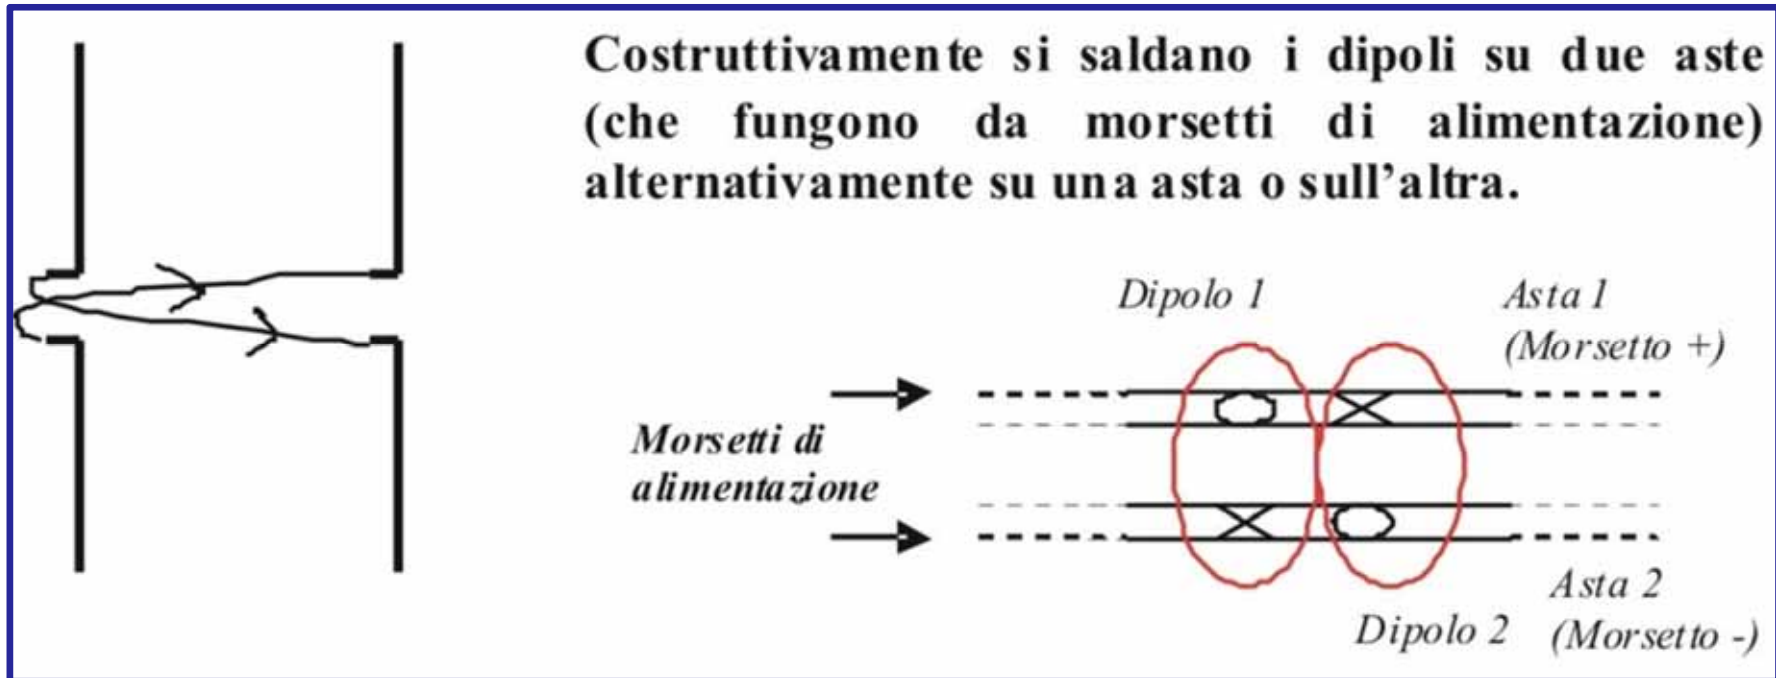 Costruttivamente si saldano i dipoli su due aste
(che fungono da morsetti di alimentazione)
alternativamente su una asta o sull'altra.
Dipolo 1
Asta 1
(Morsetto +)
Morsetti di
alimentazione
Asta 2
(Morsetto -)
Dipolo 2